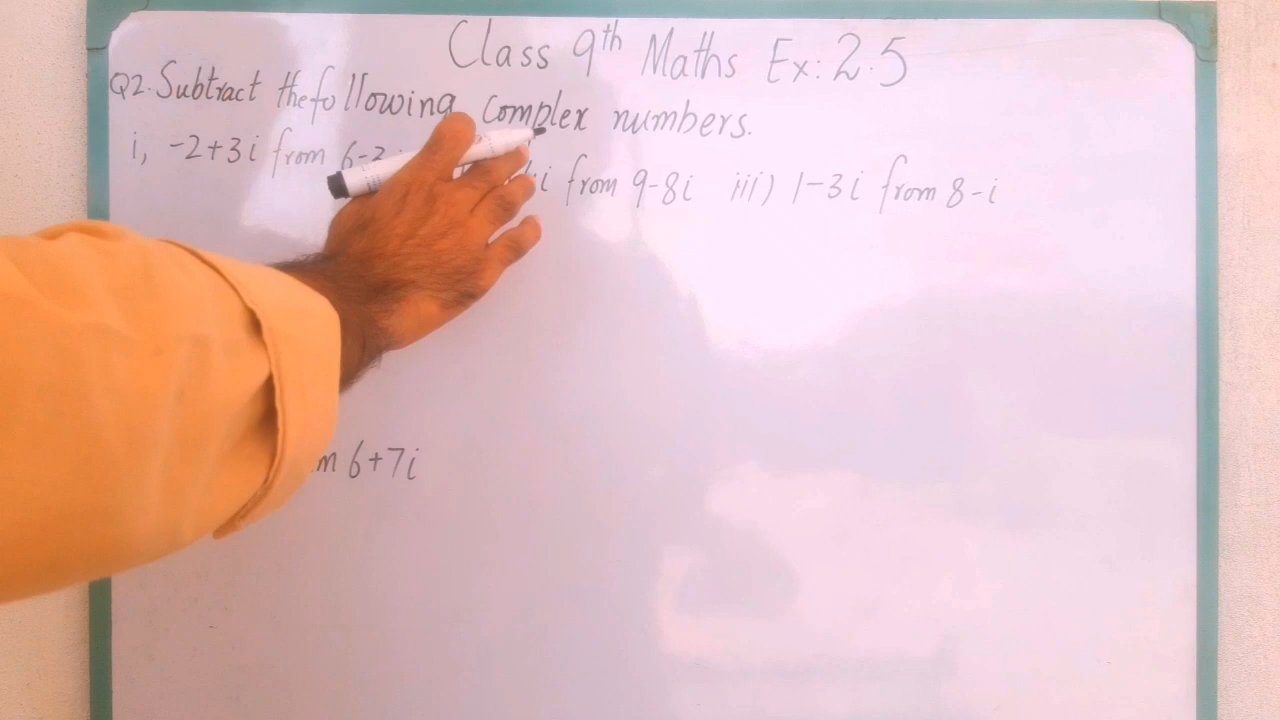 Class 9th Maths Ex: 2.5
Q2. Subtract the following complex numbers.
i, -2+3i from 6-3
i from 9-8i iii) 1-3i from 8-i
6+7i